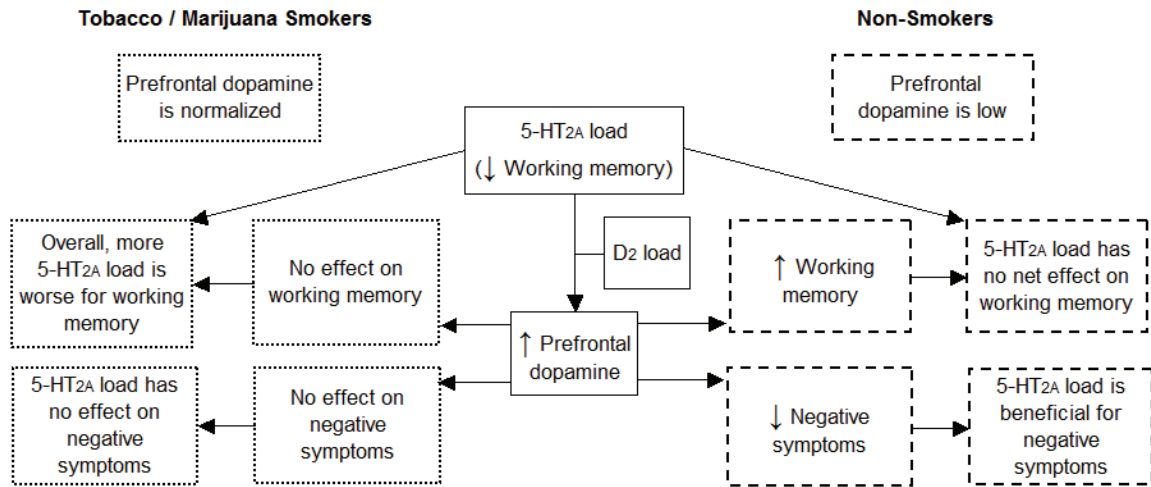 Tobacco / Marijuana Smokers
Non-Smokers
Prefrontal dopamine
is normalized
Prefrontal
dopamine is low
5-HT2A load
(↓ Working memory)
D2 load
Overall, more
5-HT2A load is
worse for working
memory
No effect on
working memory
↑ Working
memory
5-HT2A load has
no net effect on
working memory
↑ Prefrontal
dopamine
5-HT2A load has
no effect on
negative
symptoms
No effect on
negative
symptoms
↓ Negative
symptoms
5-HT2A load is
beneficial for
negative
symptoms